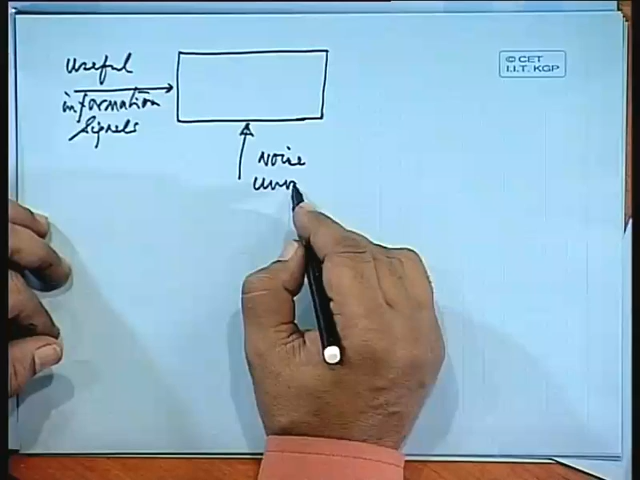 useful
information
signals
Noise
© CET
I.I.T. KGP